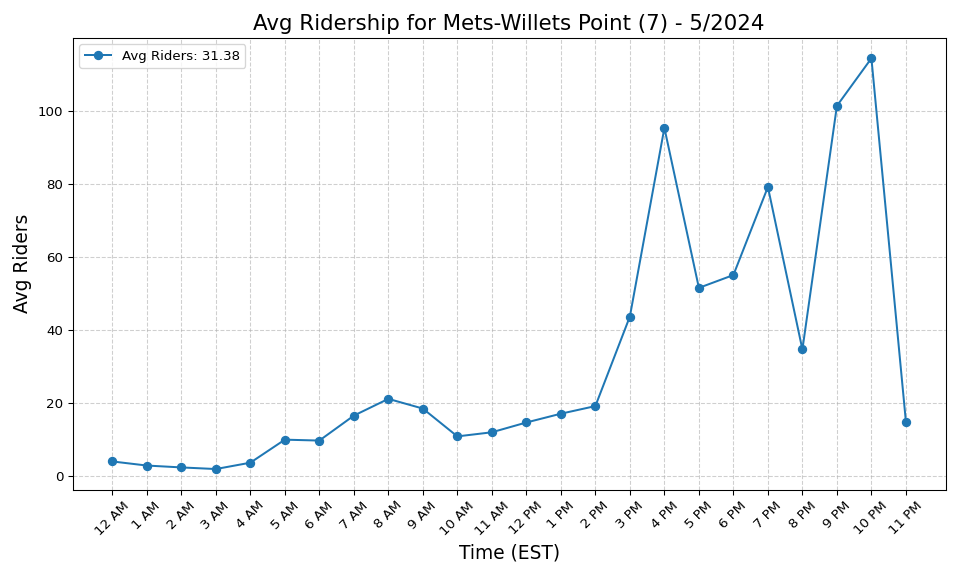 Avg Ridership for Mets-Willets Point (7) - 5/2024
Avg Riders: 31.38
Avg Riders
100
80
60
40
20
0
12 AM
1 AM
2 AM
3 AM
4 AM
5 AM
6 AM
7 AM
8 AM
9 AM
10 AM
11 AM
12 PM
1 PM
2 PM
3 PM
4 PM
5 PM
6 PM
7 PM
8 PM
9 PM
10 PM
11 PM
Time (EST)